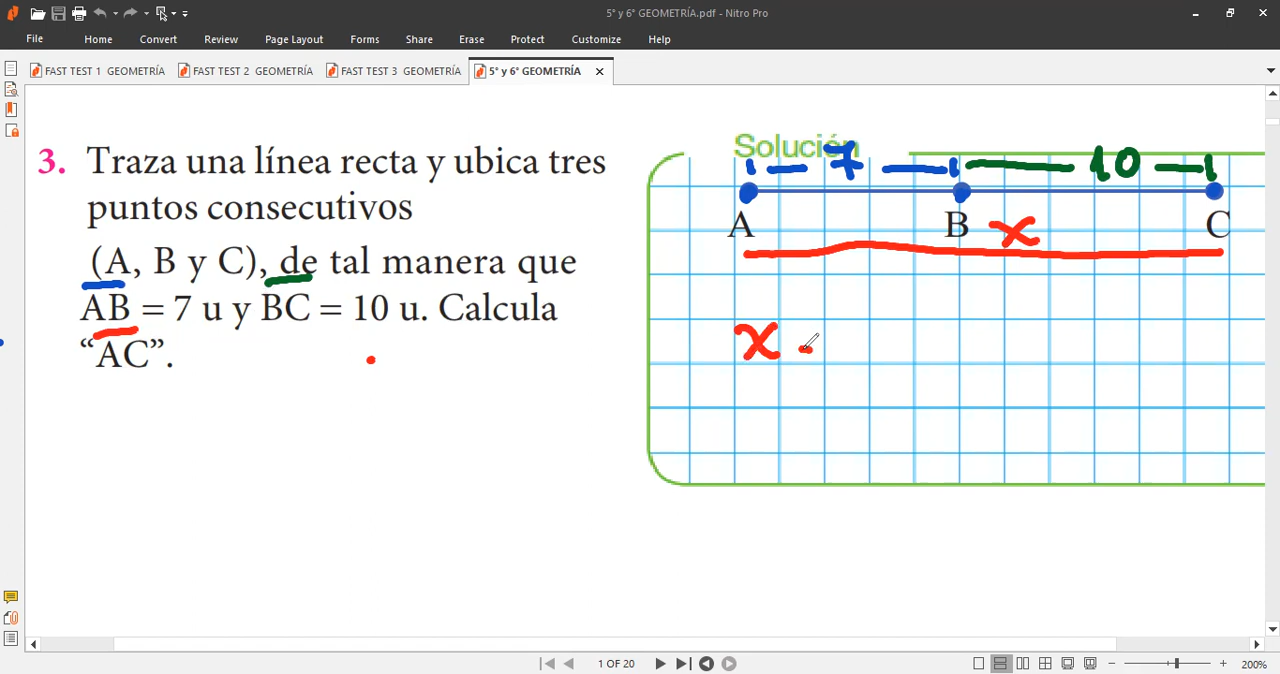 5° y 6° GEOMETRÍA.pdf - Nitro Pro
File Home Convert Review Page Layout Forms Share Erase Protect Customize Help
FAST TEST 1 GEOMETRÍA FAST TEST 2 GEOMETRÍA FAST TEST 3 GEOMETRÍA 5° y 6° GEOMETRÍA
3. Traza una línea recta y ubica tres
puntos consecutivos
(A, B y C), de tal manera que
AB = 7 u y BC = 10 u. Calcula
“AC”.
Solución
7 10
A B C
x
x
1 OF 20
200%